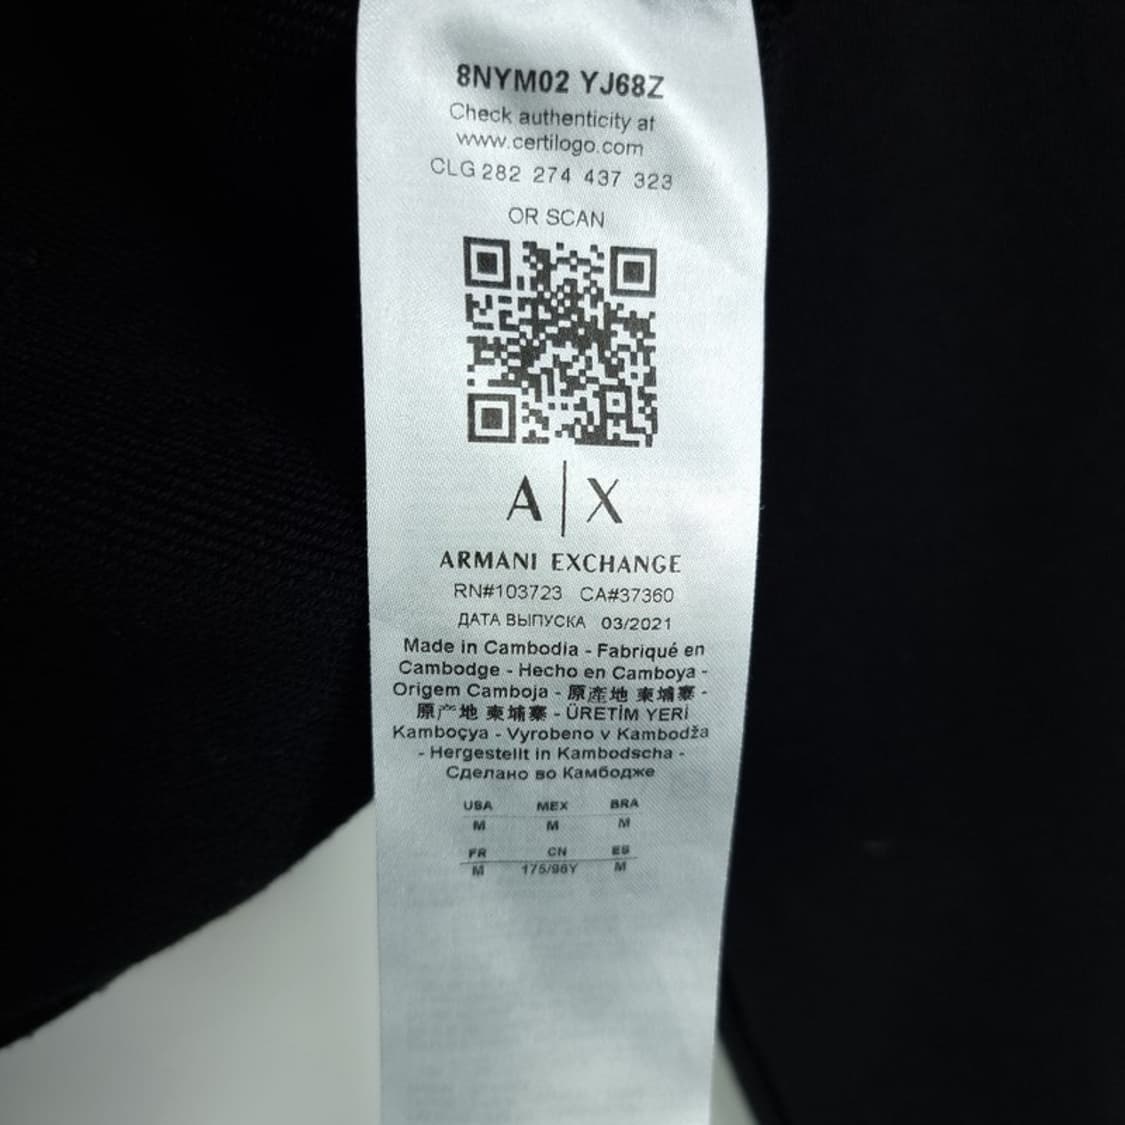 8NYM02 YJ68Z
Check authenticity at
www.certilogo.com
CLG 282 274 437 323
OR SCAN
A|X
ARMANI EXCHANGE
RN#103723 CA#37360
ДАТА ВЫПУСКА 03/2021
Made in Cambodia - Fabriqué en
Cambodge - Hecho en Camboya -
Origem Camboja - 原產地 柬埔寨 -
原产地 柬埔寨 - ÜRETİM YERİ
Kamboçya - Vyrobeno v Kambodža
- Hergestellt in Kambodscha -
Сделано во Камбодже
USA MEX BRA
M M M
FR CN ES
M 175/96Y M